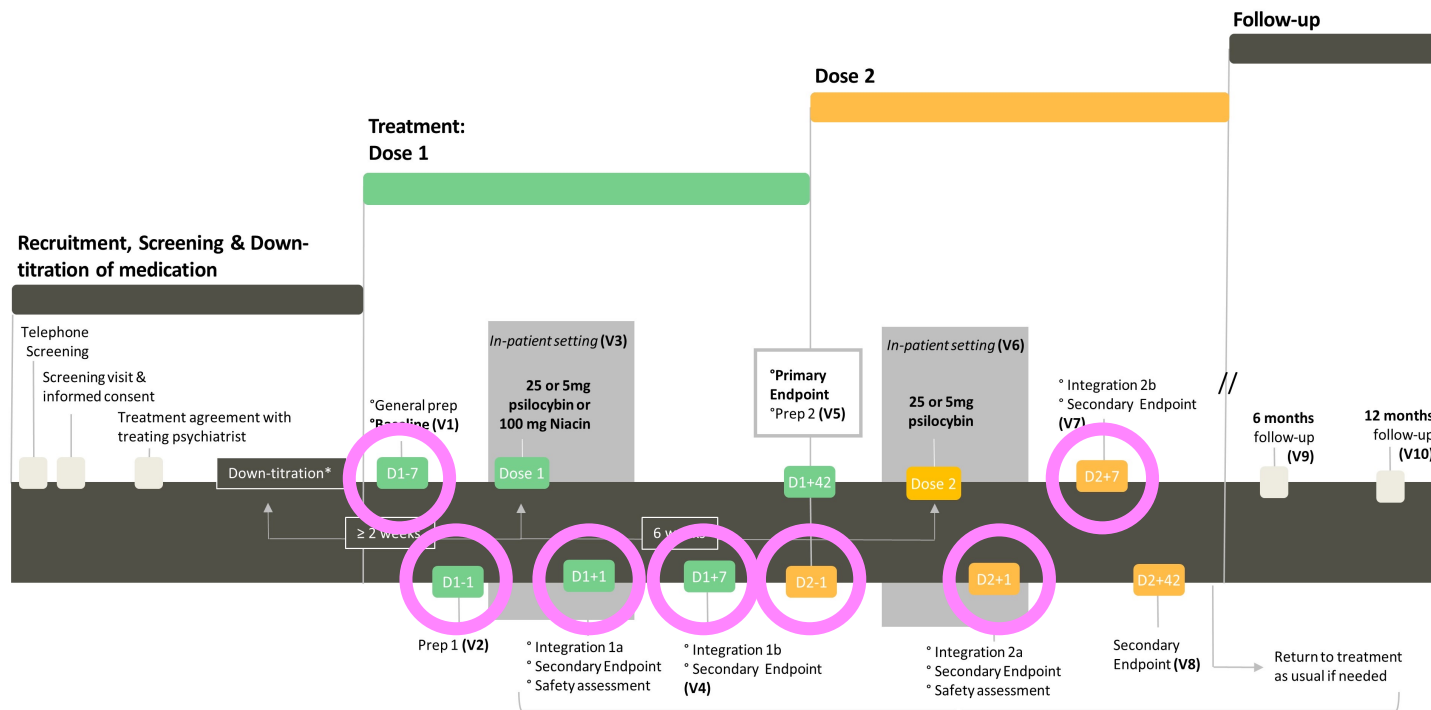 Follow-up
Dose 2
Treatment:
Dose 1
Recruitment, Screening & Down-
titration of medication
Telephone
Screening
Screening visit &
informed consent
Treatment agreement with
treating psychiatrist
Down-titration*
°General prep
°Baseline (V1)
D1-7
In-patient setting (V3)
25 or 5mg
psilocybin or
100 mg Niacin
Dose 1
°Primary
Endpoint
°Prep 2 (V5)
D1+42
In-patient setting (V6)
25 or 5mg
psilocybin
Dose 2
° Integration 2b
° Secondary Endpoint
(V7)
D2+7
//
6 months
follow-up
(V9)
12 months
follow-up
(V10)
≥ 2 weeks
6 weeks
D1-1
D1+1
D1+7
D2-1
D2+1
D2+42
Prep 1 (V2)
° Integration 1a
° Secondary Endpoint
° Safety assessment
° Integration 1b
° Secondary Endpoint
(V4)
° Integration 2a
° Secondary Endpoint
° Safety assessment
Secondary
Endpoint (V8)
Return to treatment
as usual if needed